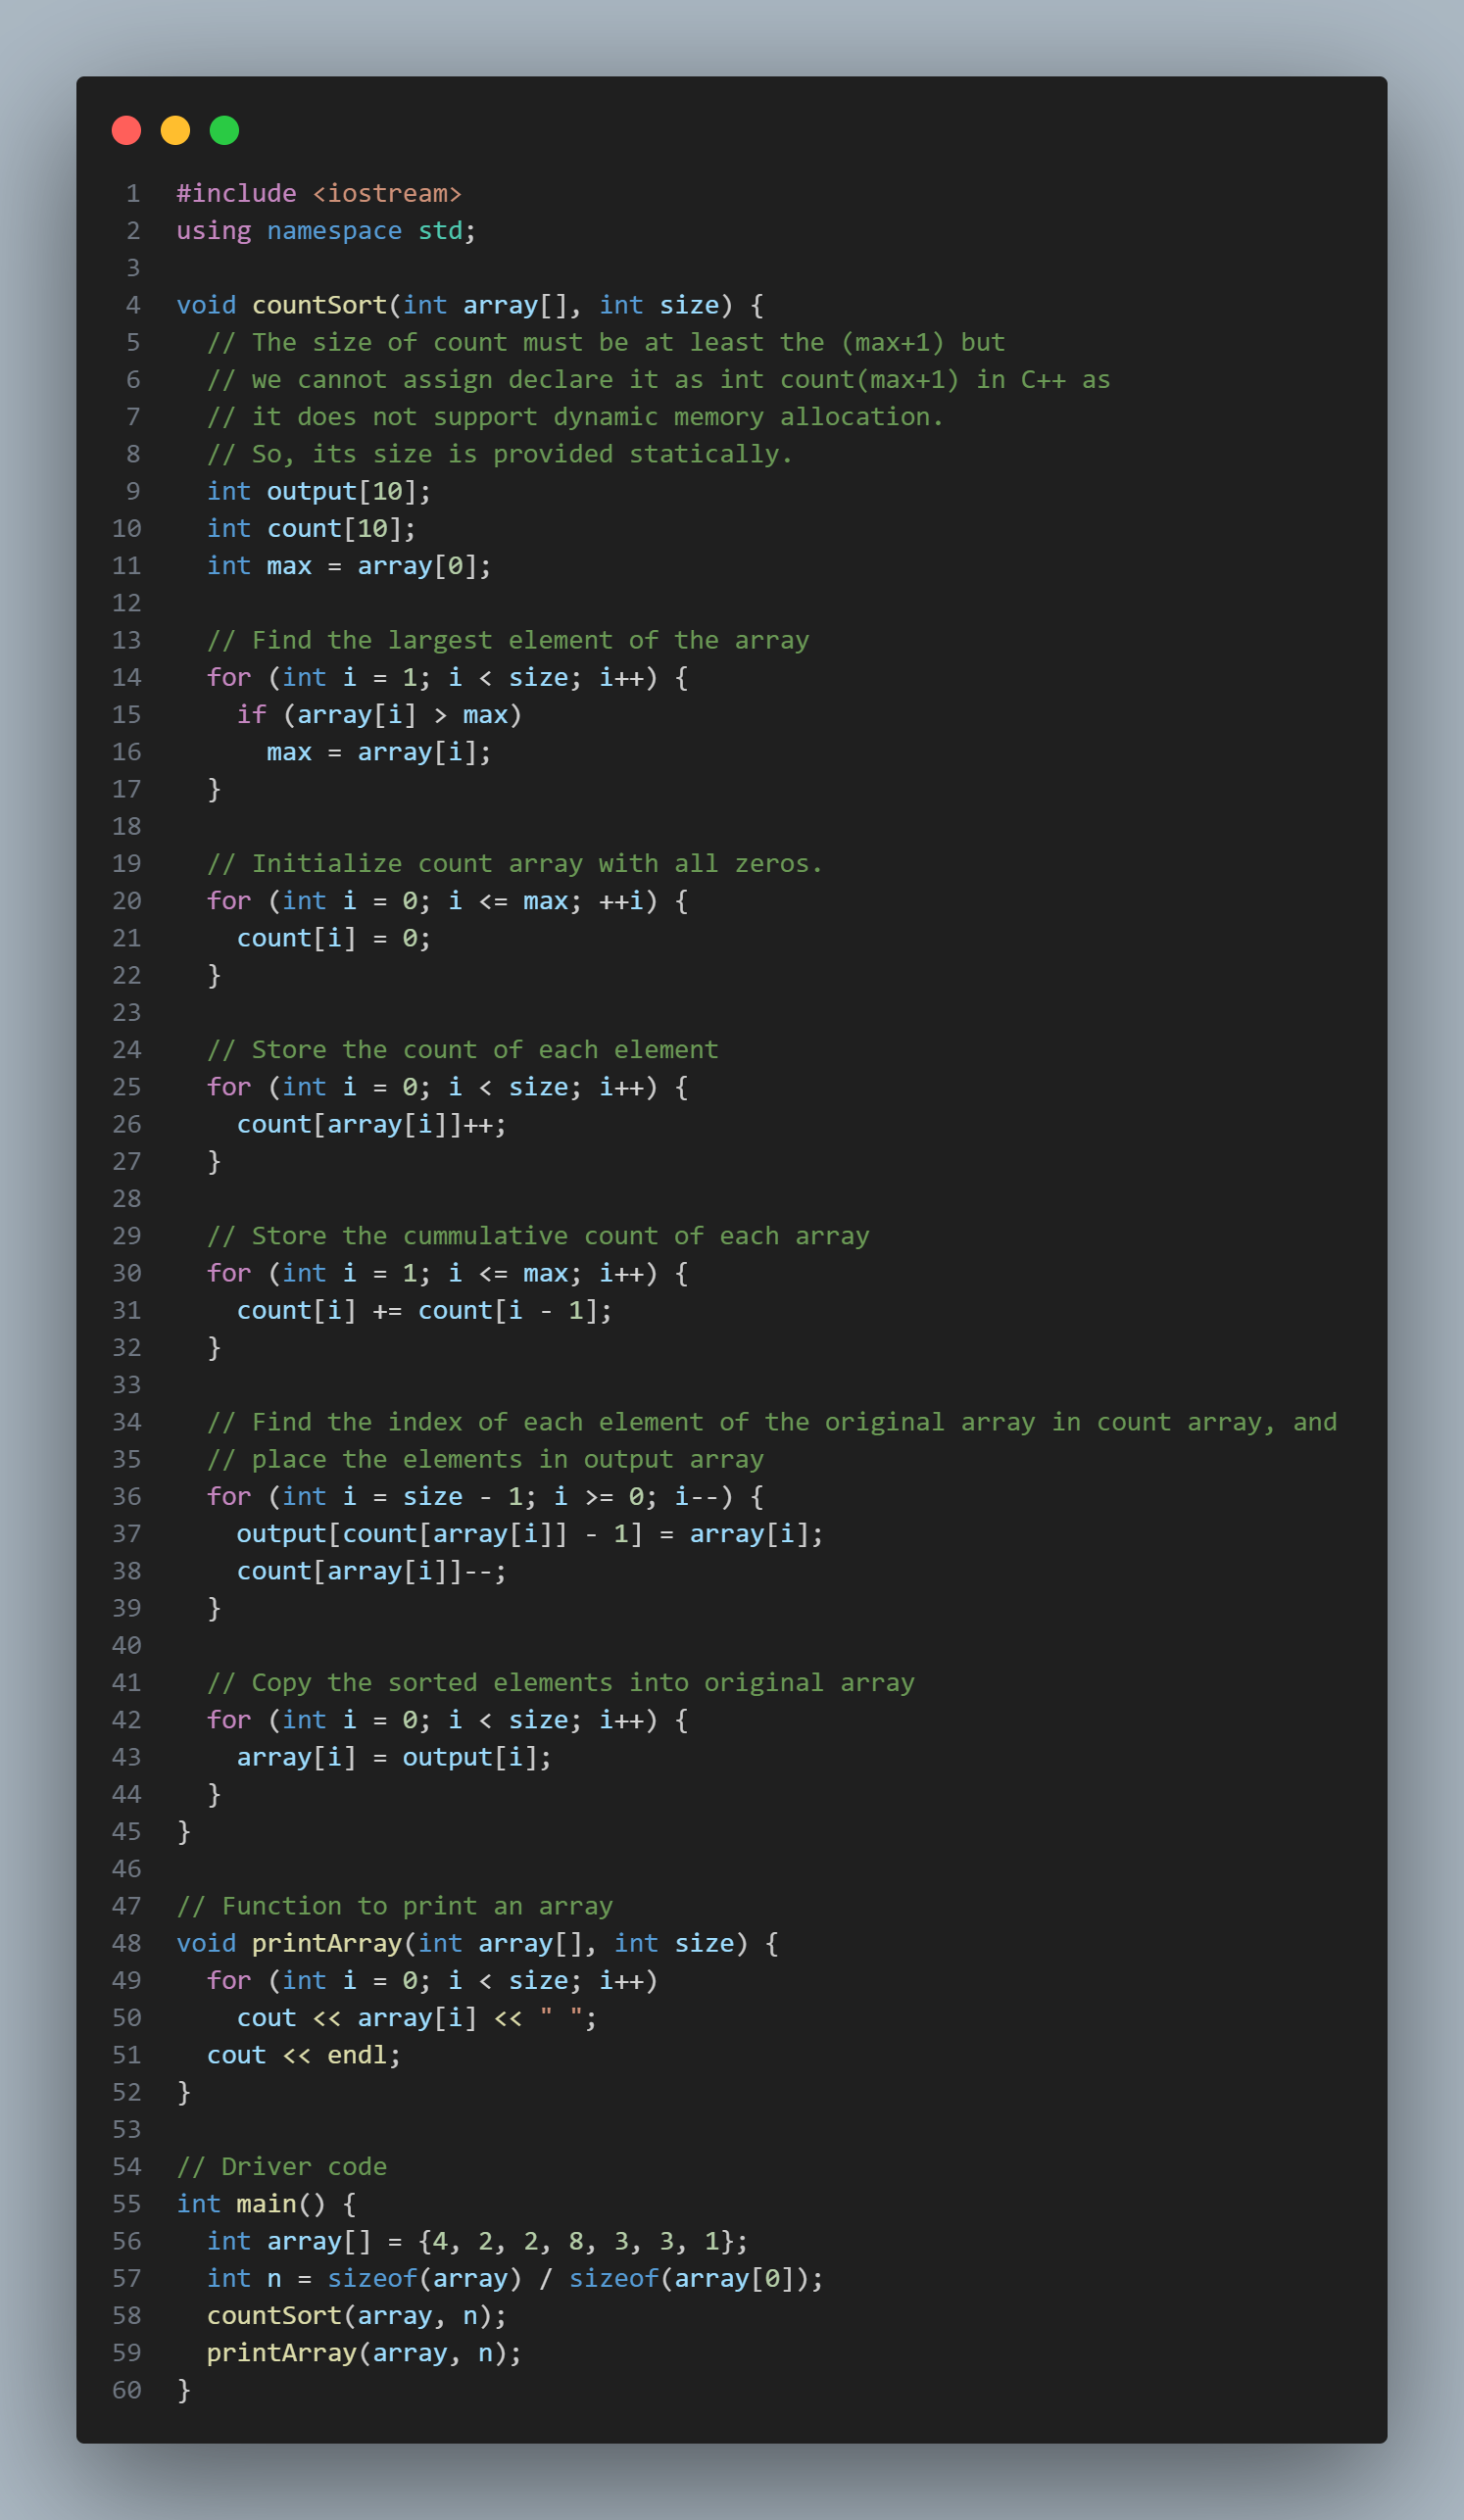 1 #include <iostream>
2 using namespace std;
3
4 void countSort(int array[], int size) {
5   // The size of count must be at least the (max+1) but
6   // we cannot assign declare it as int count(max+1) in C++ as
7   // it does not support dynamic memory allocation.
8   // So, its size is provided statically.
9   int output[10];
10   int count[10];
11   int max = array[0];
12
13   // Find the largest element of the array
14   for (int i = 1; i < size; i++) {
15     if (array[i] > max)
16       max = array[i];
17   }
18
19   // Initialize count array with all zeros.
20   for (int i = 0; i <= max; ++i) {
21     count[i] = 0;
22   }
23
24   // Store the count of each element
25   for (int i = 0; i < size; i++) {
26     count[array[i]]++;
27   }
28
29   // Store the cummulative count of each array
30   for (int i = 1; i <= max; i++) {
31     count[i] += count[i - 1];
32   }
33
34   // Find the index of each element of the original array in count array, and
35   // place the elements in output array
36   for (int i = size - 1; i >= 0; i--) {
37     output[count[array[i]] - 1] = array[i];
38     count[array[i]]--;
39   }
40
41   // Copy the sorted elements into original array
42   for (int i = 0; i < size; i++) {
43     array[i] = output[i];
44   }
45 }
46
47 // Function to print an array
48 void printArray(int array[], int size) {
49   for (int i = 0; i < size; i++)
50     cout << array[i] << " ";
51   cout << endl;
52 }
53
54 // Driver code
55 int main() {
56   int array[] = {4, 2, 2, 8, 3, 3, 1};
57   int n = sizeof(array) / sizeof(array[0]);
58   countSort(array, n);
59   printArray(array, n);
60 }